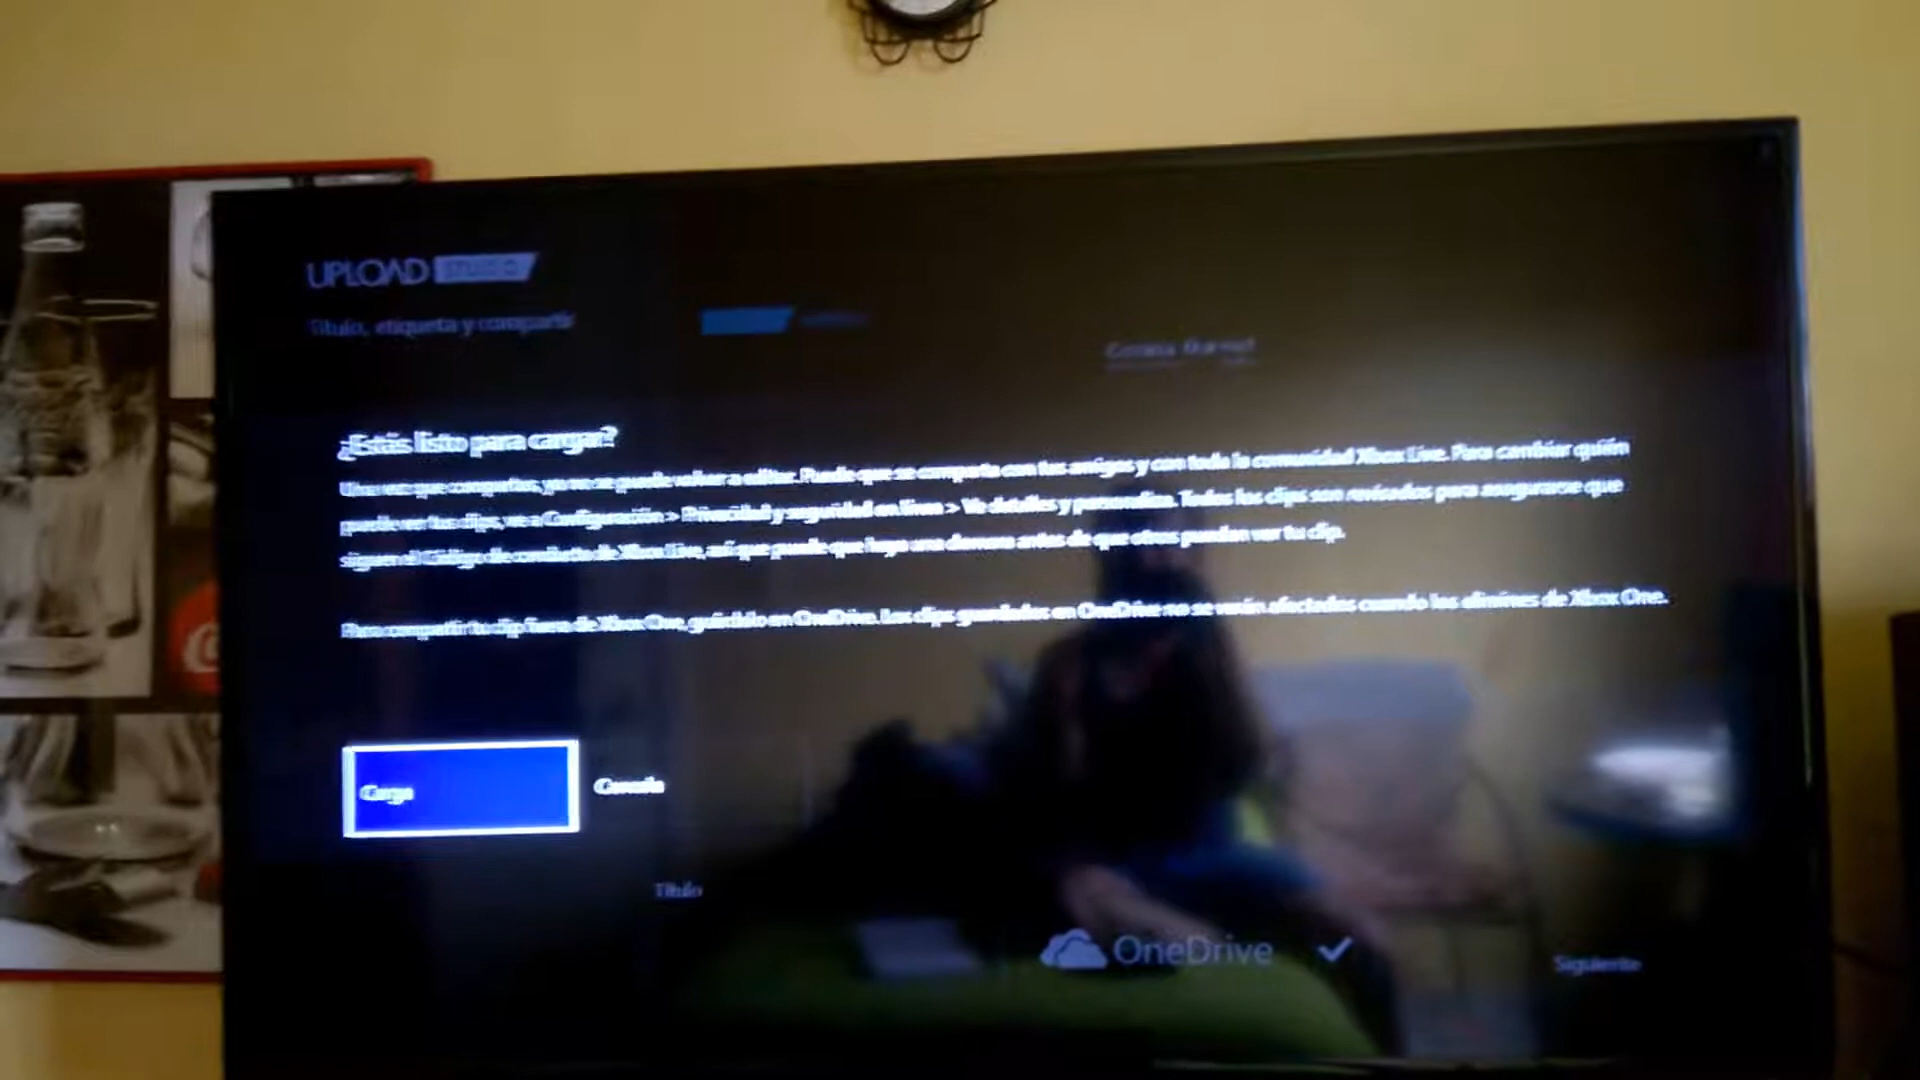 UPLOAD STUDIO
Título, etiqueta y compartir
¿Estás listo para cargar?
Una vez que compartas, ya no se puede volver a editar. Puede que se comparta con tus amigos y con toda la comunidad Xbox Live. Para cambiar quién
puede ver tus clips, ve a Configuración > Privacidad y seguridad en línea > Ve detalles y personaliza. Todos los clips son revisados para asegurarse que
siguen el Código de conducta de Xbox Live, así que puede que haya una demora antes de que otros puedan ver tu clip.
Para compartir tu clip fuera de Xbox One, guárdalo en OneDrive. Los clips guardados en OneDrive no se verán afectados cuando los elimines de Xbox One.
Carga
Cancela
Título
OneDrive
Siguiente